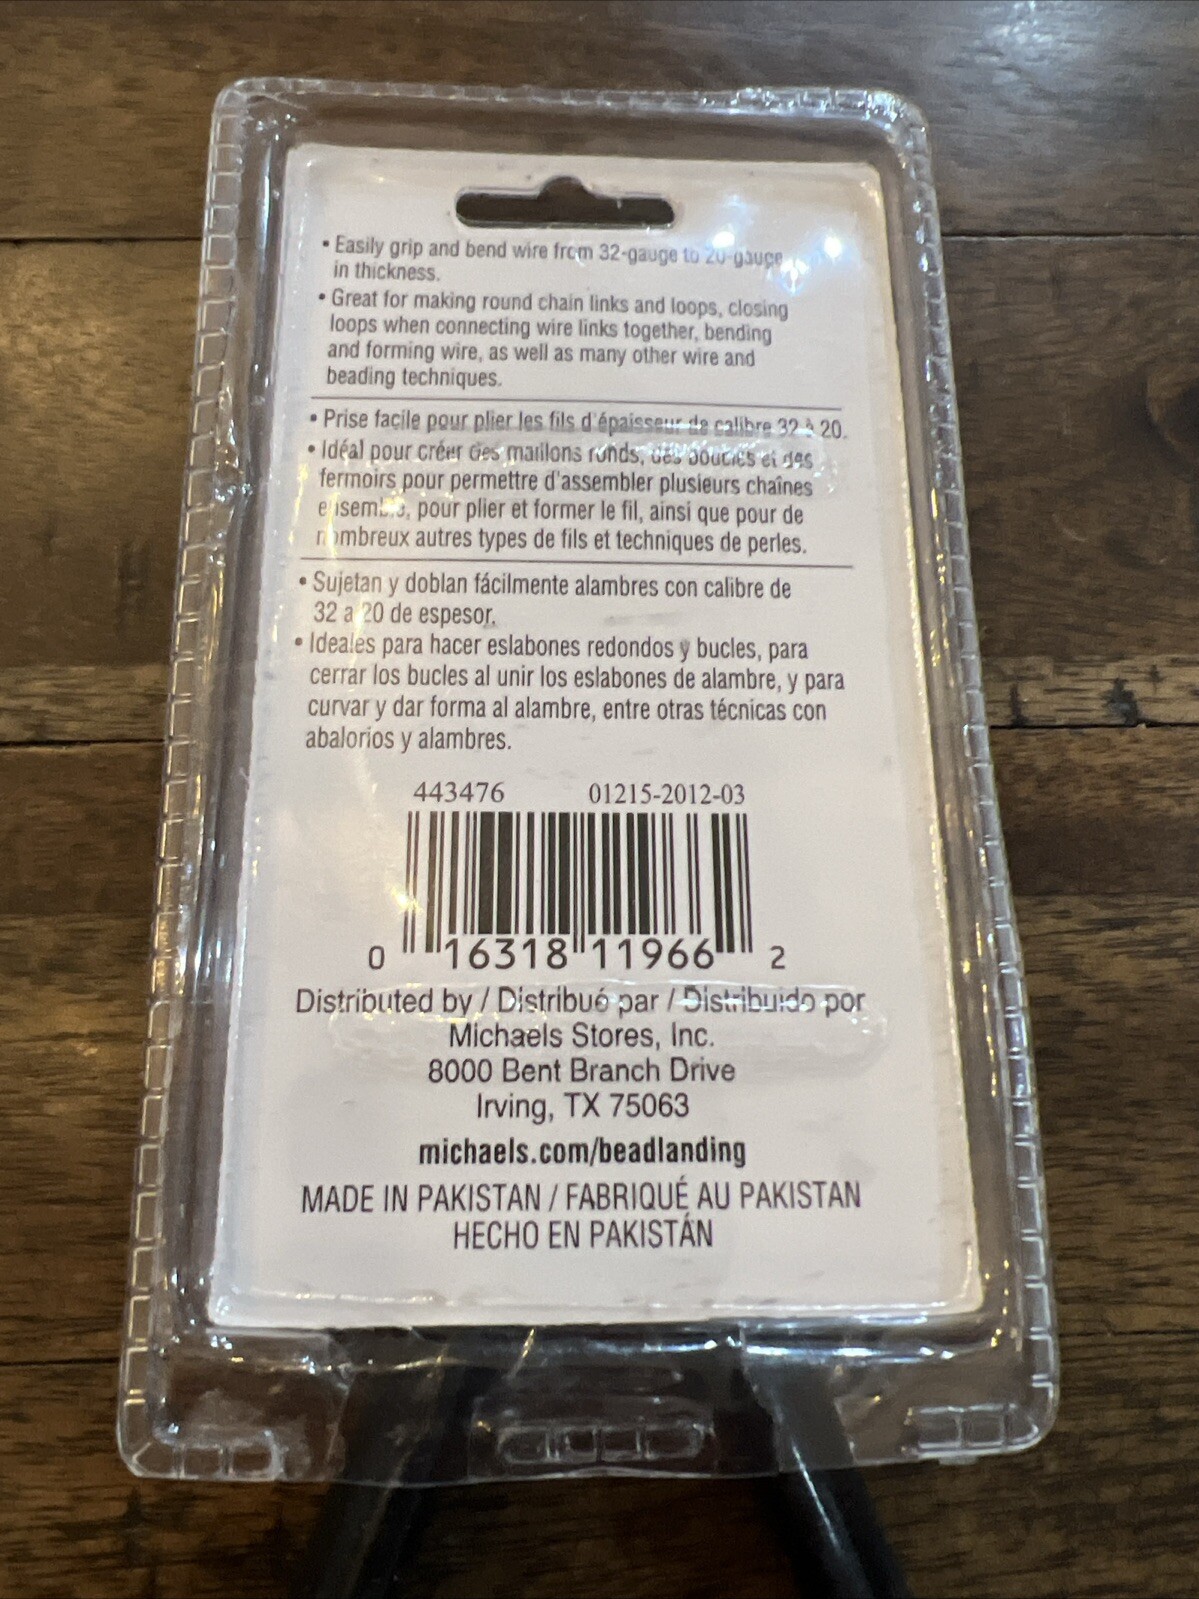 • Easily grip and bend wire from 32-gauge to 20-gauge
in thickness.
• Great for making round chain links and loops, closing
loops when connecting wire links together, bending
and forming wire, as well as many other wire and
beading techniques.
• Prise facile pour plier les fils d'épaisseur de calibre 32 à 20.
• Idéal pour créer des maillons ronds, des boucles et des
fermoirs pour permettre d'assembler plusieurs chaînes
ensemble, pour plier et former le fil, ainsi que pour de
nombreux autres types de fils et techniques de perles.
• Sujetan y doblan fácilmente alambres con calibre de
32 a 20 de espesor.
• Ideales para hacer eslabones redondos y bucles, para
cerrar los bucles al unir los eslabones de alambre, y para
curvar y dar forma al alambre, entre otras técnicas con
abalorios y alambres.
443476 01215-2012-03
0 16318 11966 2
Distributed by / Distribué par / Distribuido por
Michaels Stores, Inc.
8000 Bent Branch Drive
Irving, TX 75063
michaels.com/beadlanding
MADE IN PAKISTAN / FABRIQUÉ AU PAKISTAN
HECHO EN PAKISTÁN